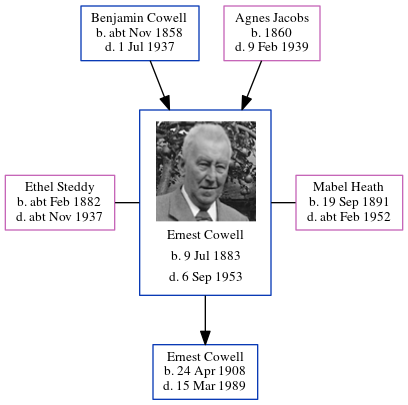 Benjamin Cowell
b. abt Nov 1858
d. 1 Jul 1937
Agnes Jacobs
b. 1860
d. 9 Feb 1939
Ethel Steddy
b. abt Feb 1882
d. abt Nov 1937
Ernest Cowell
b. 9 Jul 1883
d. 6 Sep 1953
Mabel Heath
b. 19 Sep 1891
d. abt Feb 1952
Ernest Cowell
b. 24 Apr 1908
d. 15 Mar 1989